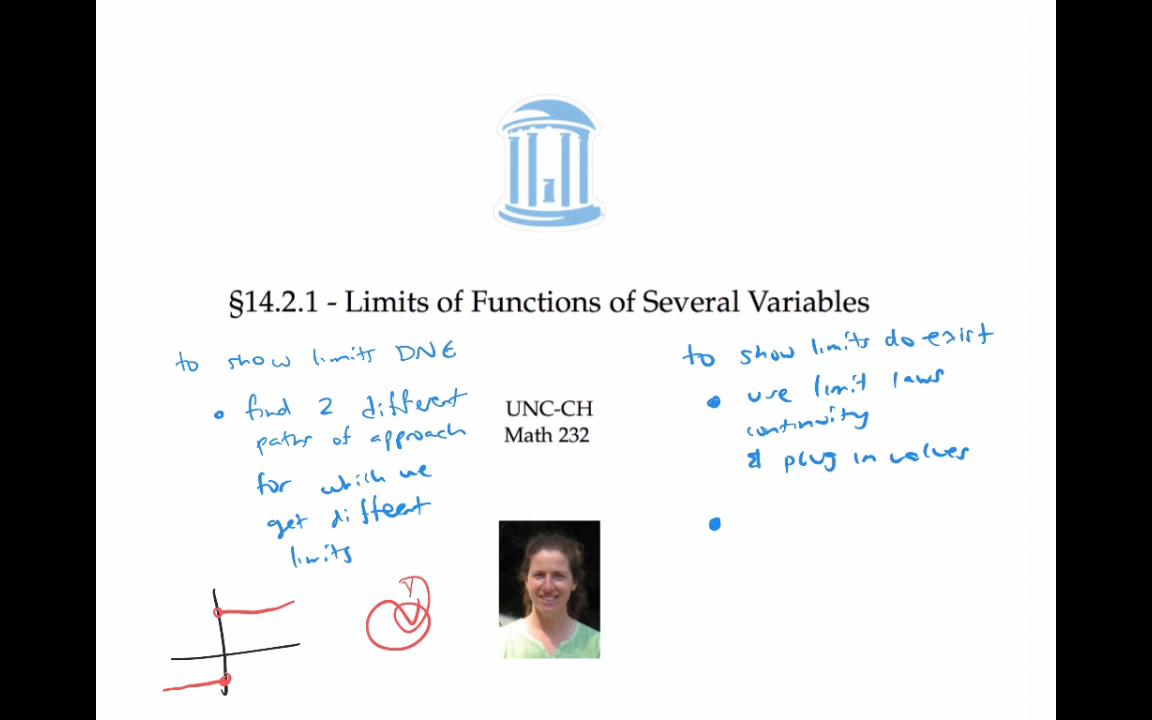 §14.2.1 - Limits of Functions of Several Variables
to show limits DNE
• find 2 different
paths of approach
for which we
get different
limits
UNC-CH
Math 232
to show limits do exist
• use limit laws
continuity
& plug in values
•